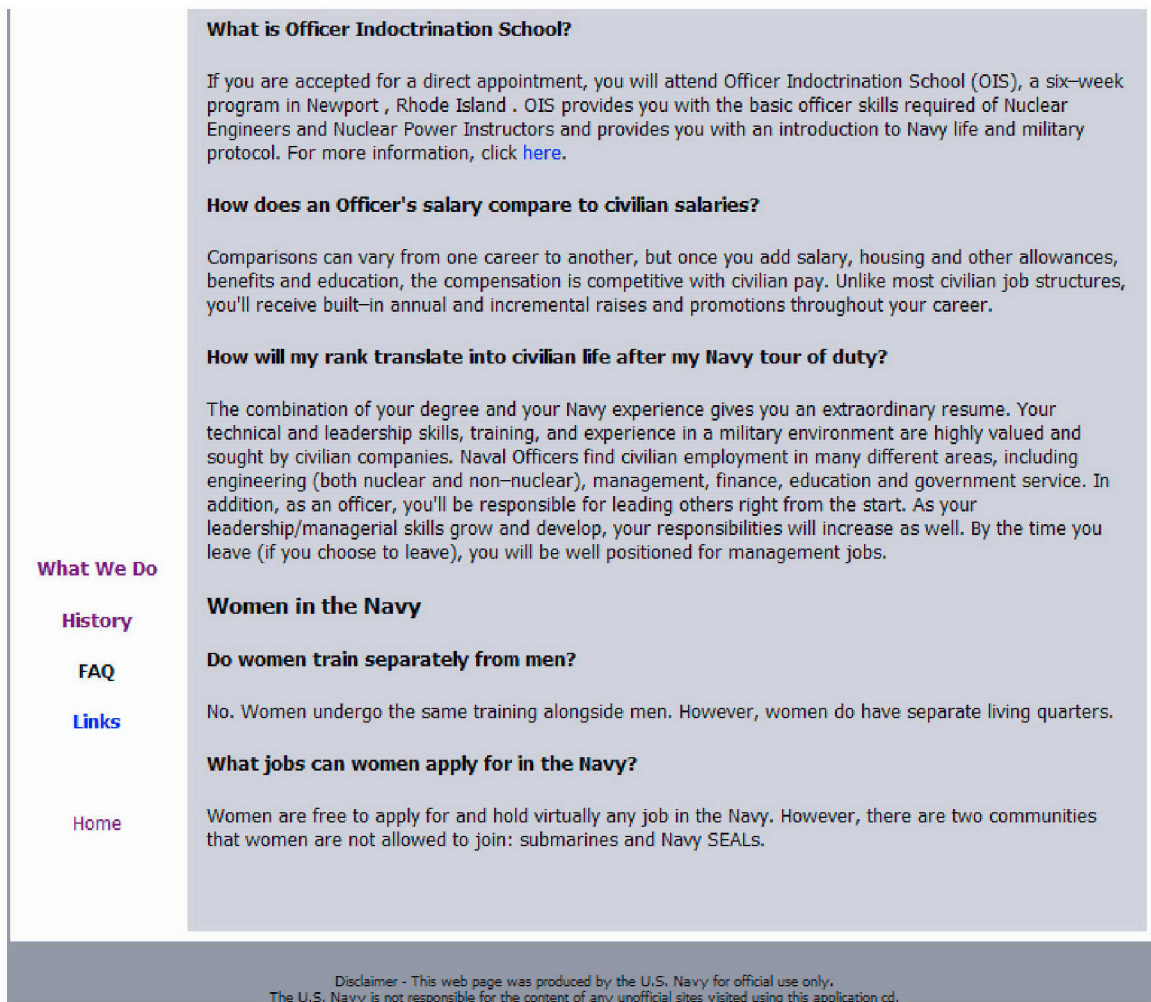 What is Officer Indoctrination School?
If you are accepted for a direct appointment, you will attend Officer Indoctrination School (OIS), a six–week
program in Newport , Rhode Island . OIS provides you with the basic officer skills required of Nuclear
Engineers and Nuclear Power Instructors and provides you with an introduction to Navy life and military
protocol. For more information, click here.
How does an Officer's salary compare to civilian salaries?
Comparisons can vary from one career to another, but once you add salary, housing and other allowances,
benefits and education, the compensation is competitive with civilian pay. Unlike most civilian job structures,
you'll receive built–in annual and incremental raises and promotions throughout your career.
How will my rank translate into civilian life after my Navy tour of duty?
The combination of your degree and your Navy experience gives you an extraordinary resume. Your
technical and leadership skills, training, and experience in a military environment are highly valued and
sought by civilian companies. Naval Officers find civilian employment in many different areas, including
engineering (both nuclear and non–nuclear), management, finance, education and government service. In
addition, as an officer, you'll be responsible for leading others right from the start. As your
leadership/managerial skills grow and develop, your responsibilities will increase as well. By the time you
leave (if you choose to leave), you will be well positioned for management jobs.
Women in the Navy
Do women train separately from men?
No. Women undergo the same training alongside men. However, women do have separate living quarters.
What jobs can women apply for in the Navy?
Women are free to apply for and hold virtually any job in the Navy. However, there are two communities
that women are not allowed to join: submarines and Navy SEALs.
What We Do
History
FAQ
Links
Home
Disclaimer - This web page was produced by the U.S. Navy for official use only.
The U.S. Navy is not responsible for the content of any unofficial sites visited using this application cd.